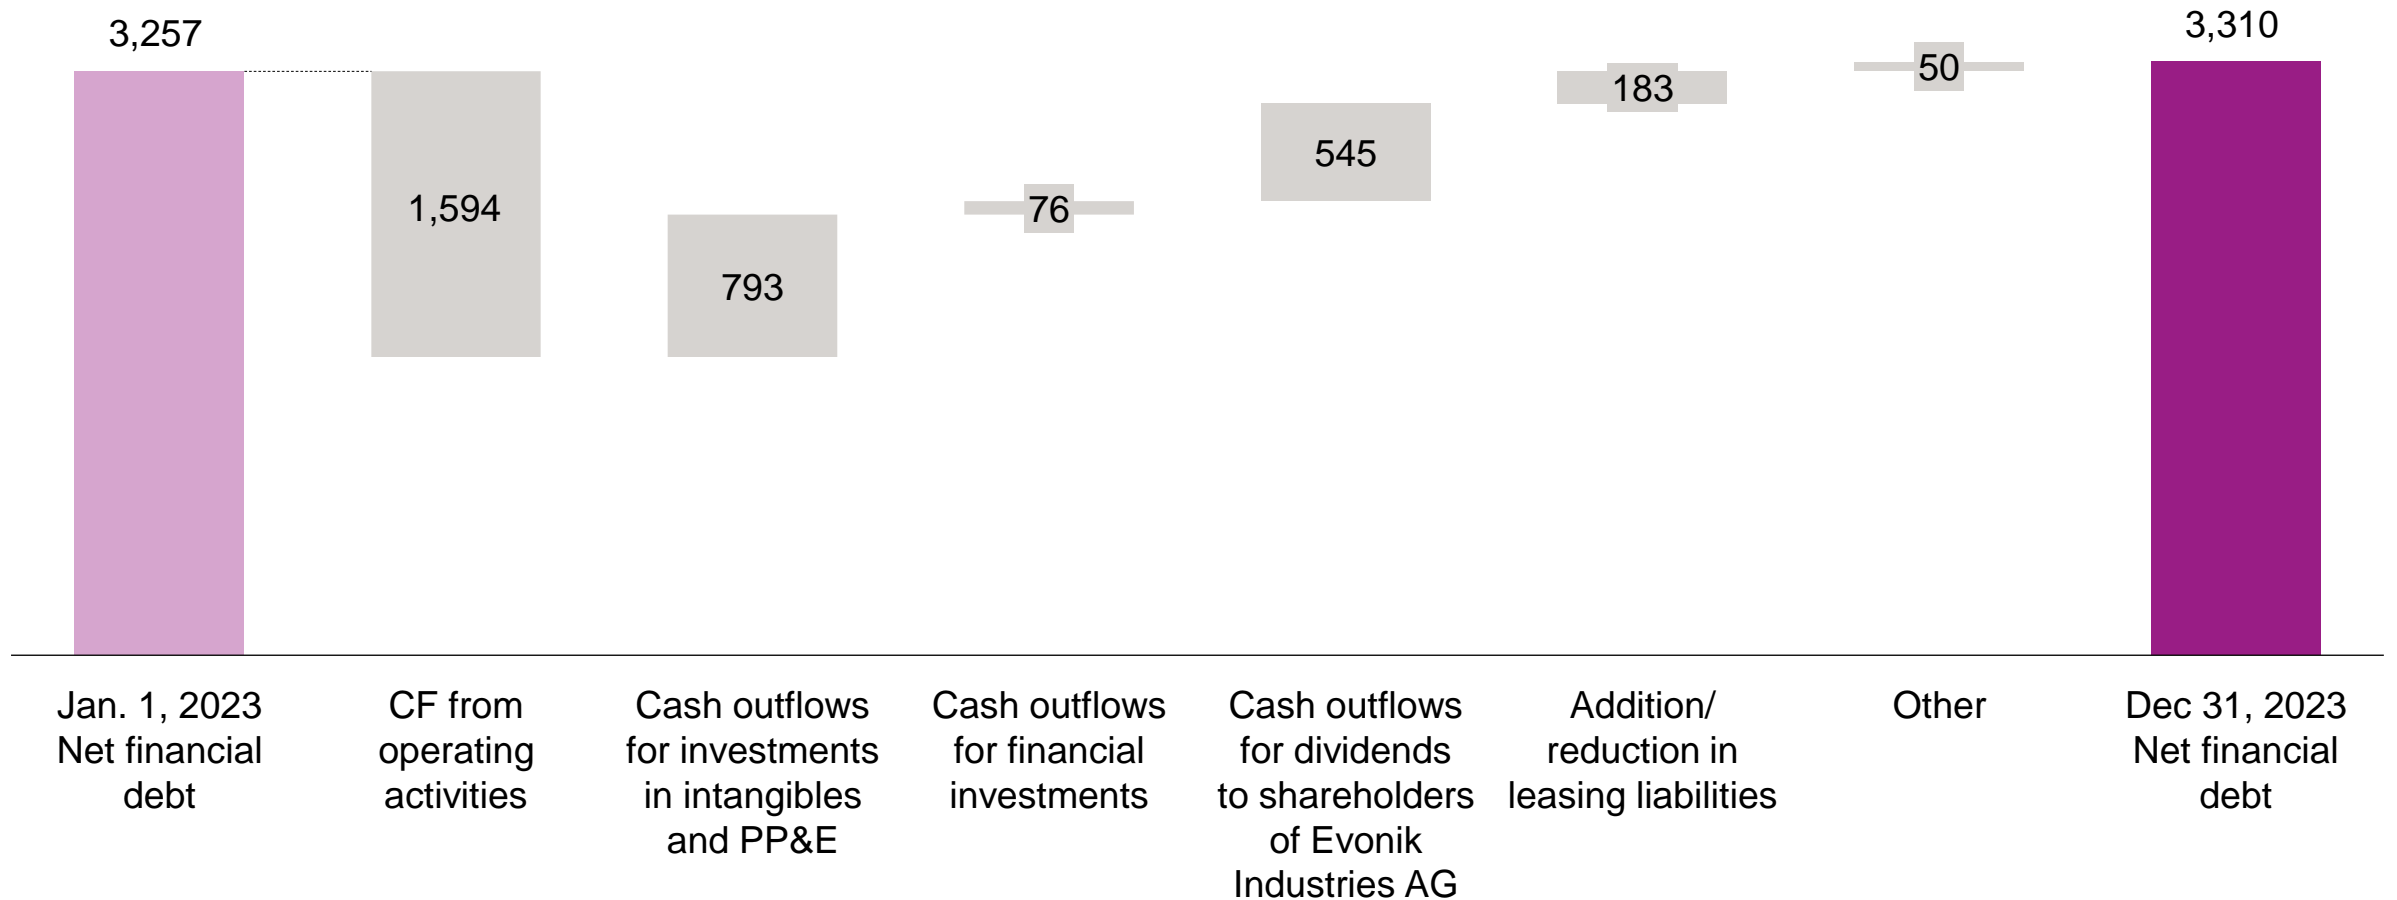 3,257
1,594
793
76
545
183
50
3,310
Jan. 1, 2023
Net financial
debt
CF from
operating
activities
Cash outflows
for investments
in intangibles
and PP&E
Cash outflows
for financial
investments
Cash outflows
for dividends
to shareholders
of Evonik
Industries AG
Addition/
reduction in
leasing liabilities
Other
Dec 31, 2023
Net financial
debt